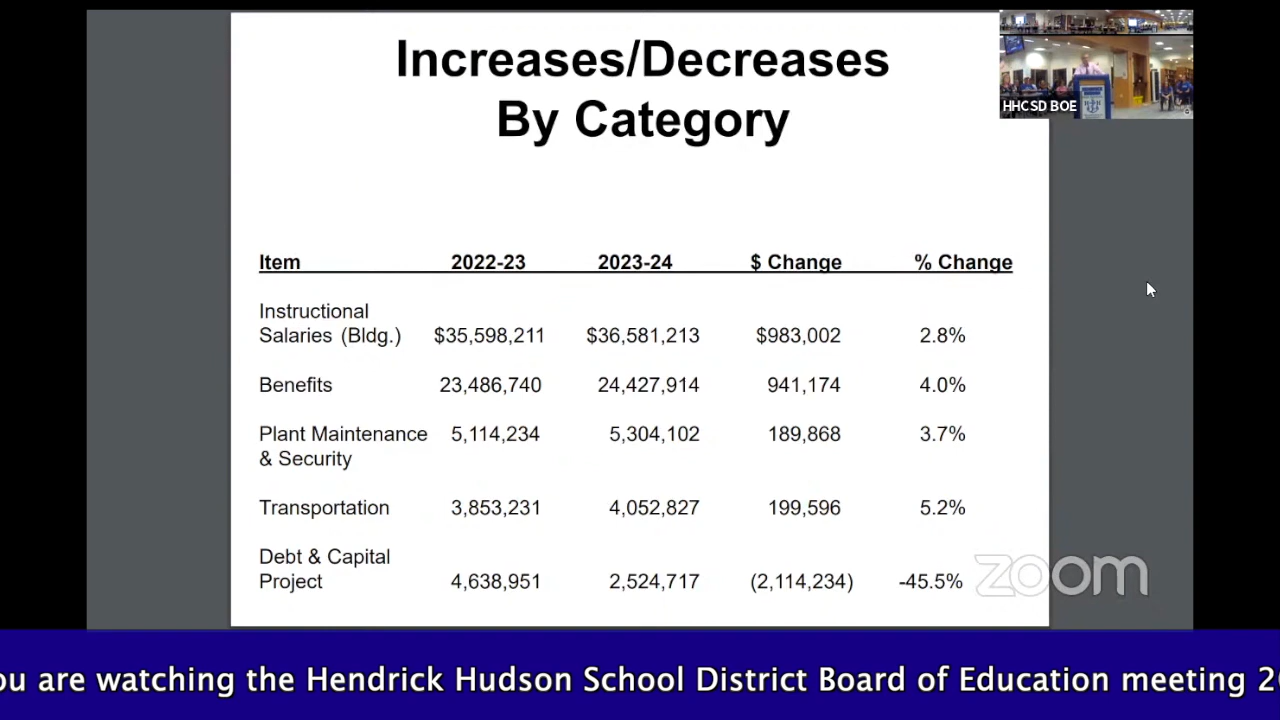 Increases/Decreases
By Category
HHCSD BOE
Item 2022-23 2023-24 $ Change % Change
Instructional
Salaries (Bldg.) $35,598,211 $36,581,213 $983,002 2.8%
Benefits 23,486,740 24,427,914 941,174 4.0%
Plant Maintenance 5,114,234 5,304,102 189,868 3.7%
& Security
Transportation 3,853,231 4,052,827 199,596 5.2%
Debt & Capital
Project 4,638,951 2,524,717 (2,114,234) -45.5%
zoom
ou are watching the Hendrick Hudson School District Board of Education meeting 2